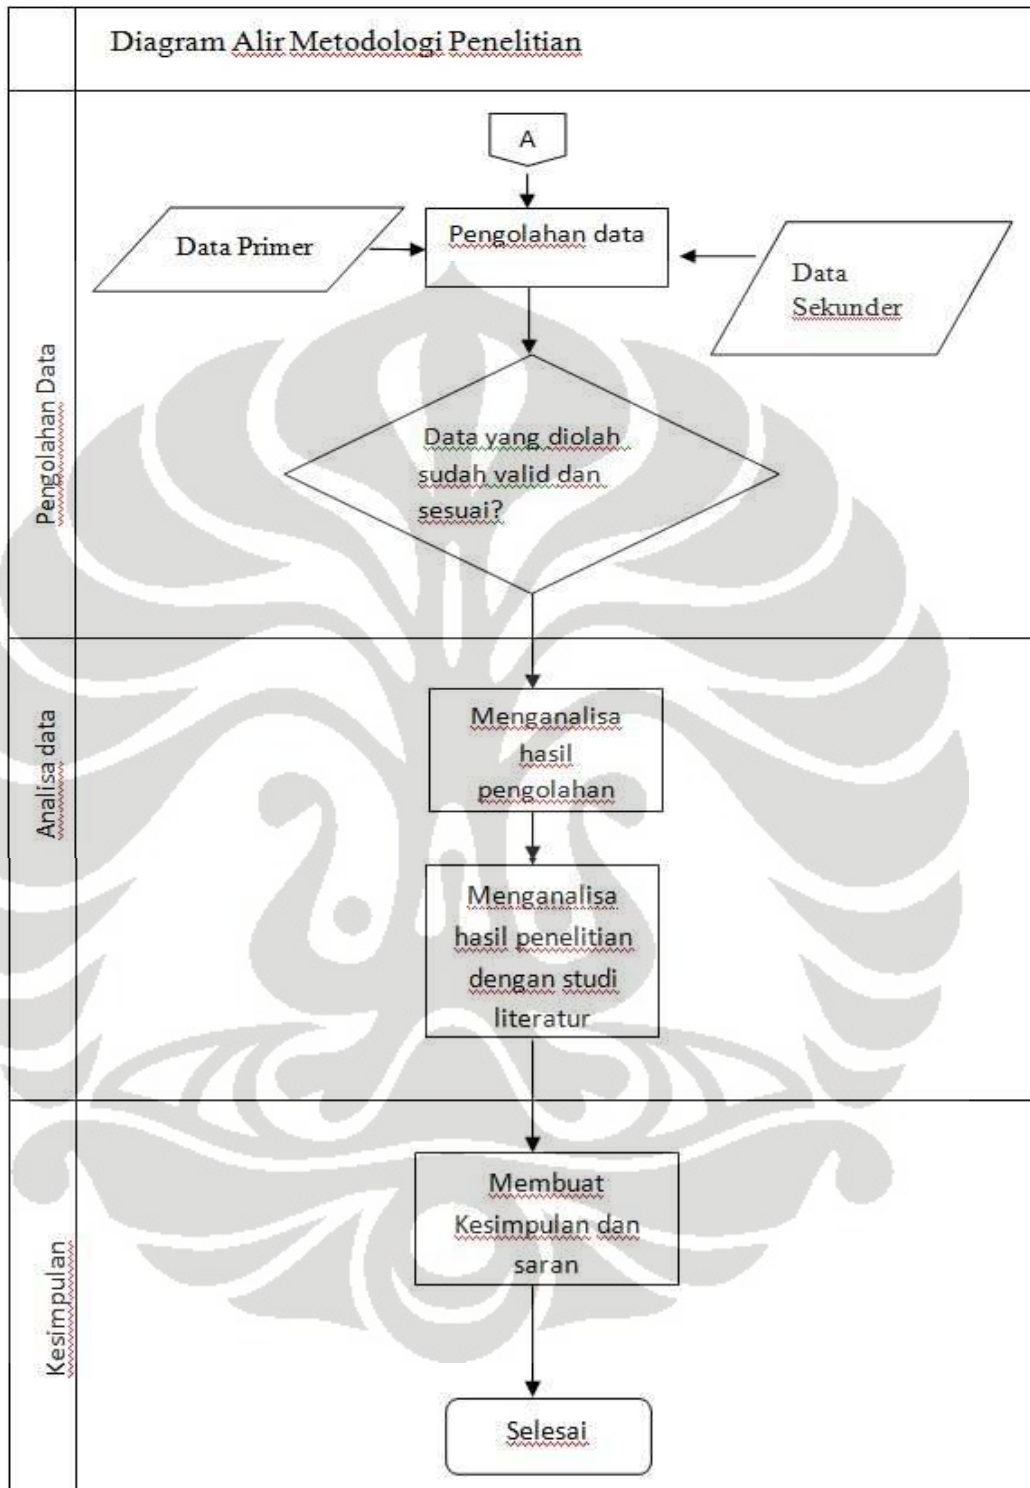 Diagram Alir Metodologi Penelitian
Pengolahan Data
A
Data Primer
Pengolahan data
Data
Sekunder
Data yang diolah
sudah valid dan
sesuai?
Analisa data
Menganalisa
hasil
pengolahan
Menganalisa
hasil penelitian
dengan studi
literatur
Kesimpulan
Membuat
Kesimpulan dan
saran
Selesai